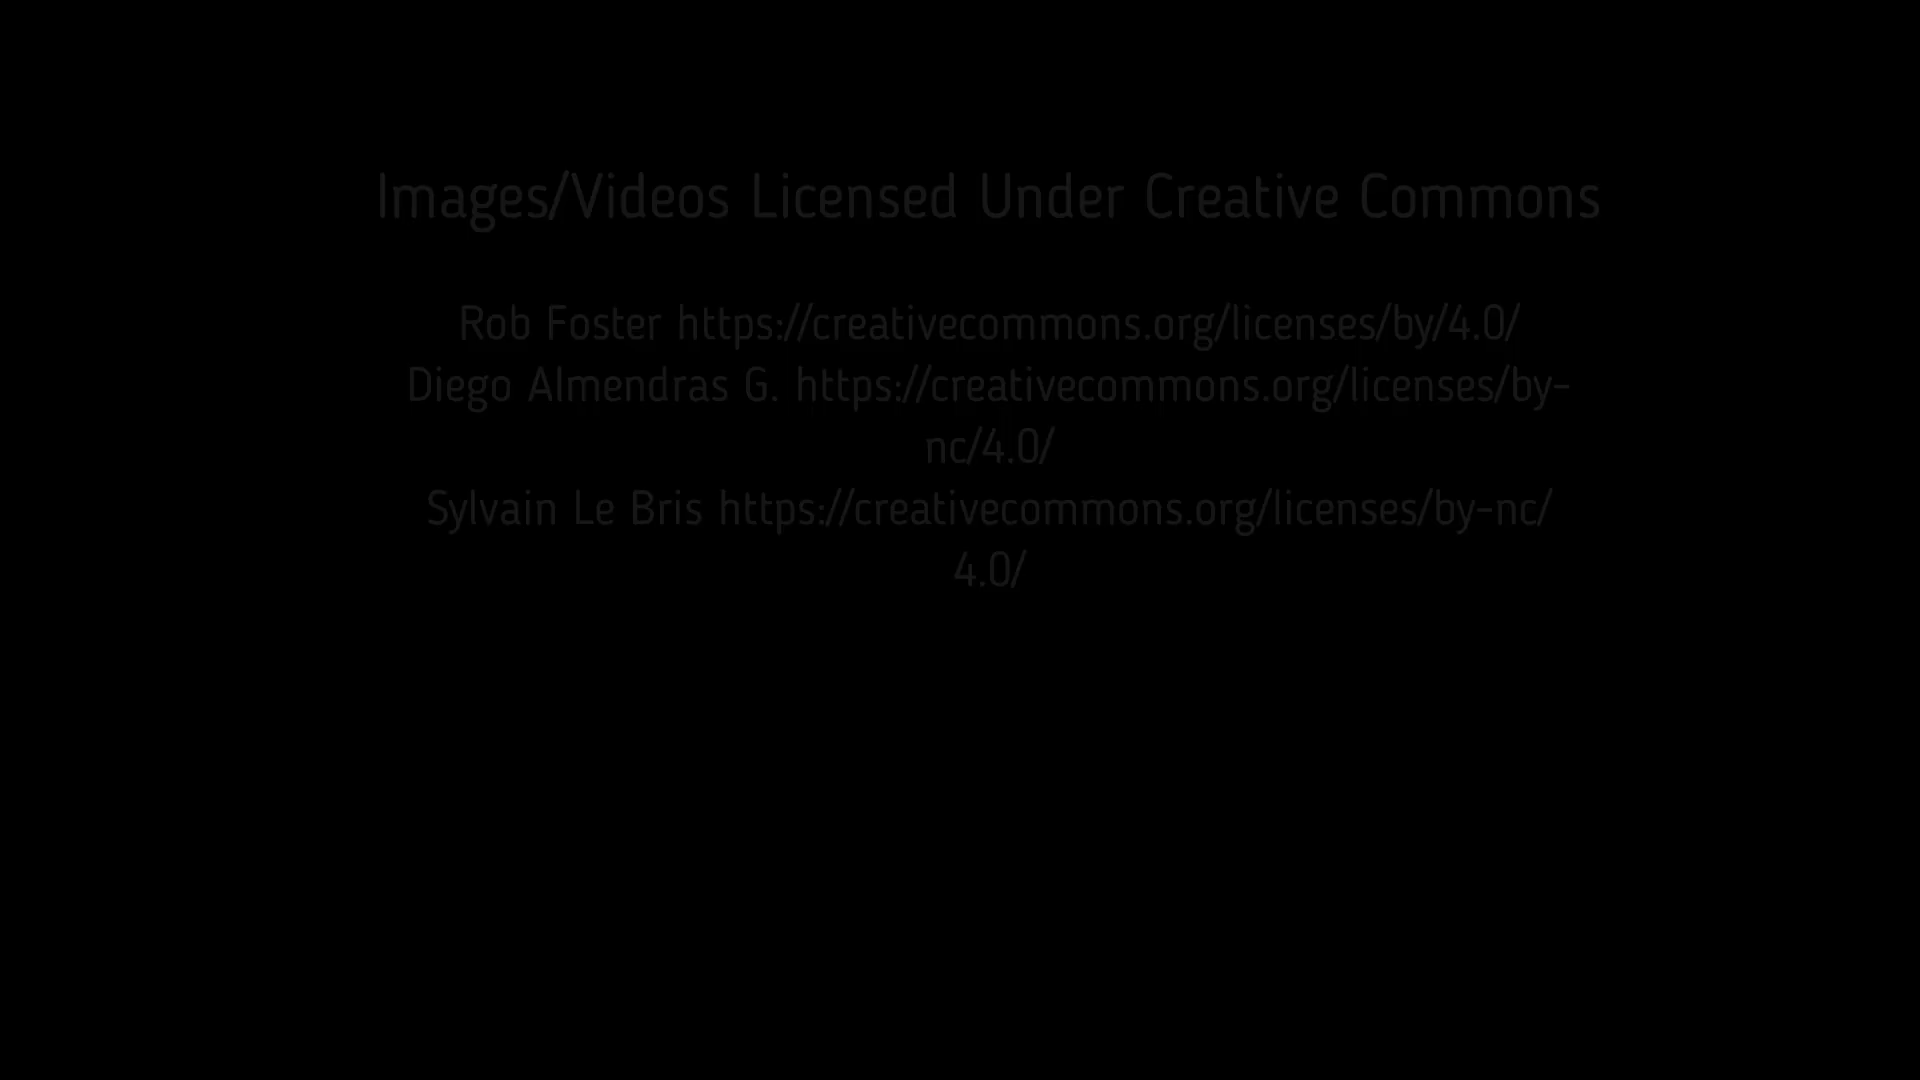 Images/Videos Licensed Under Creative Commons
Rob Foster https://creativecommons.org/licenses/by/4.0/
Diego Almendras G. https://creativecommons.org/licenses/by-
nc/4.0/
Sylvain Le Bris https://creativecommons.org/licenses/by-nc/
4.0/